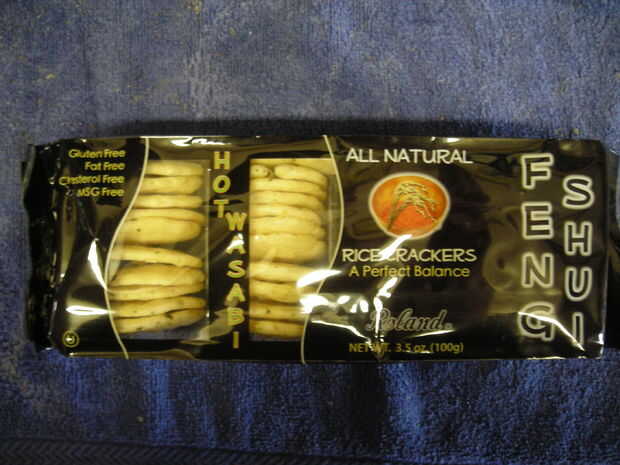 Gluten Free
Fat Free
Cholesterol Free
MSG Free
HOT WASABI
ALL NATURAL
RICE CRACKERS
A Perfect Balance
Roland
NET WT. 3.5 oz. (100g)
FENG
SHUI